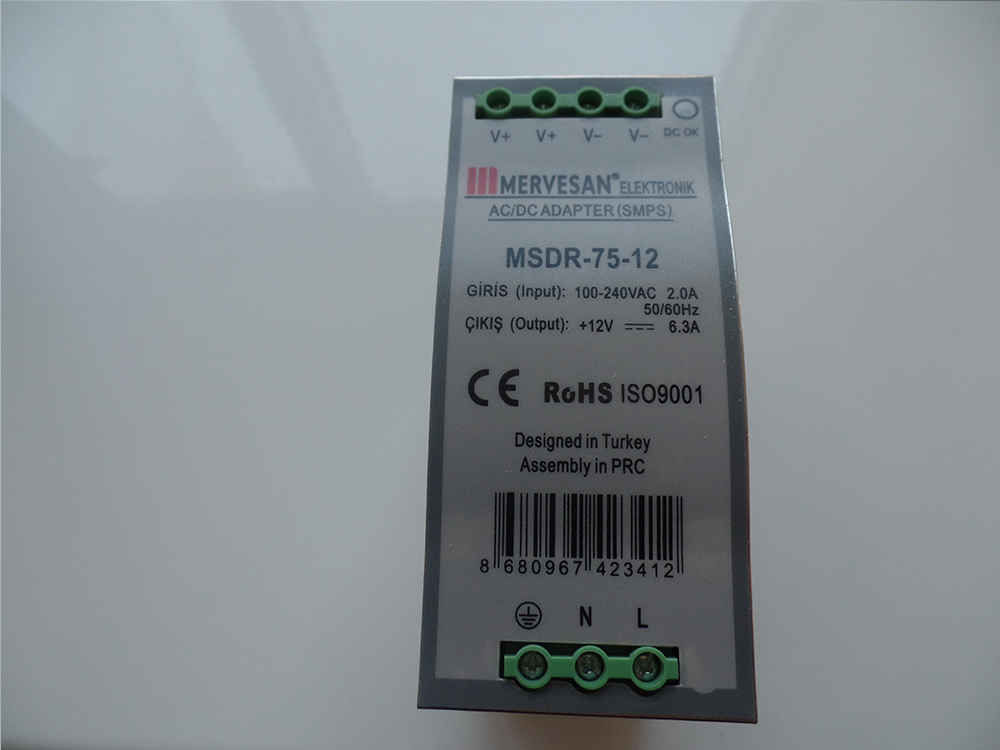 V+ V+ V– V– DC OK
MERVESAN® ELEKTRONİK
AC/DC ADAPTER (SMPS)
MSDR-75-12
GİRİS (Input): 100-240VAC 2.0A
50/60Hz
ÇIKIŞ (Output): +12V 6.3A
CE RoHS ISO9001
Designed in Turkey
Assembly in PRC
8 680967 423412
N L